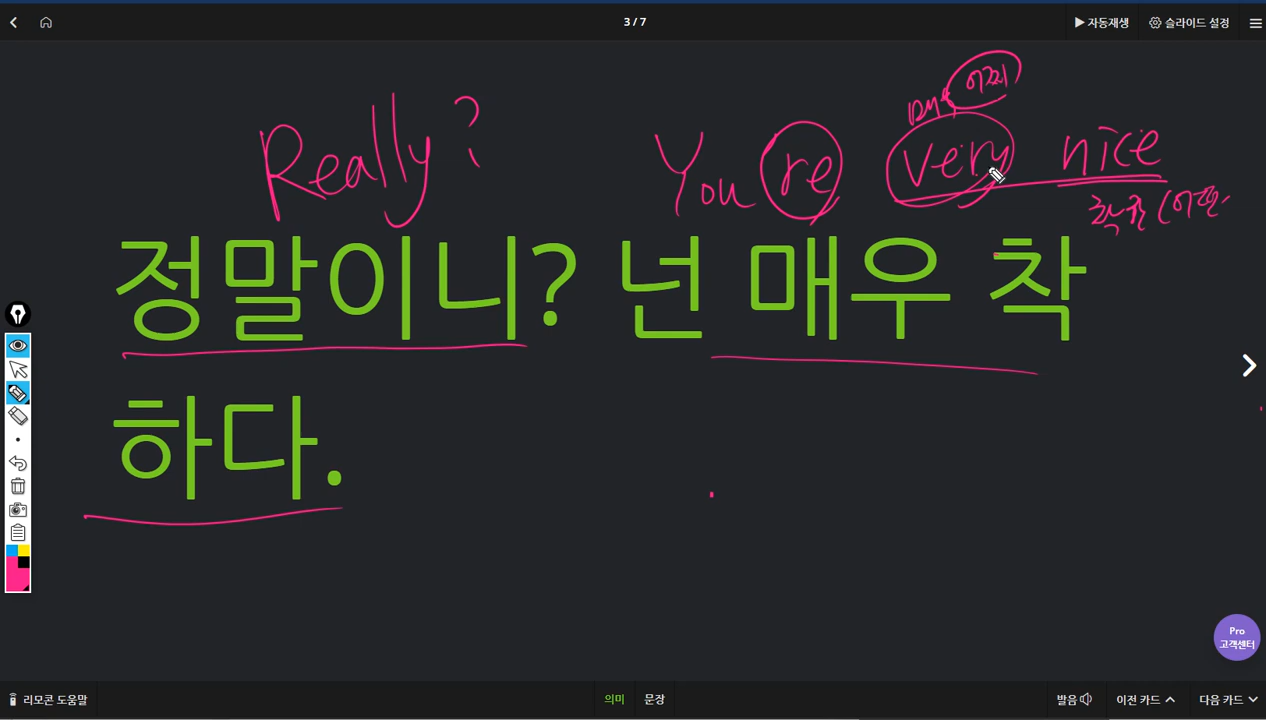 3 / 7
자동재생
슬라이드 설정
어찌
Really?
You re very nice
정말이니? 넌 매우 착
하다.
Pro
고객센터
리모콘 도움말
의미
문장
발음
이전 카드
다음 카드